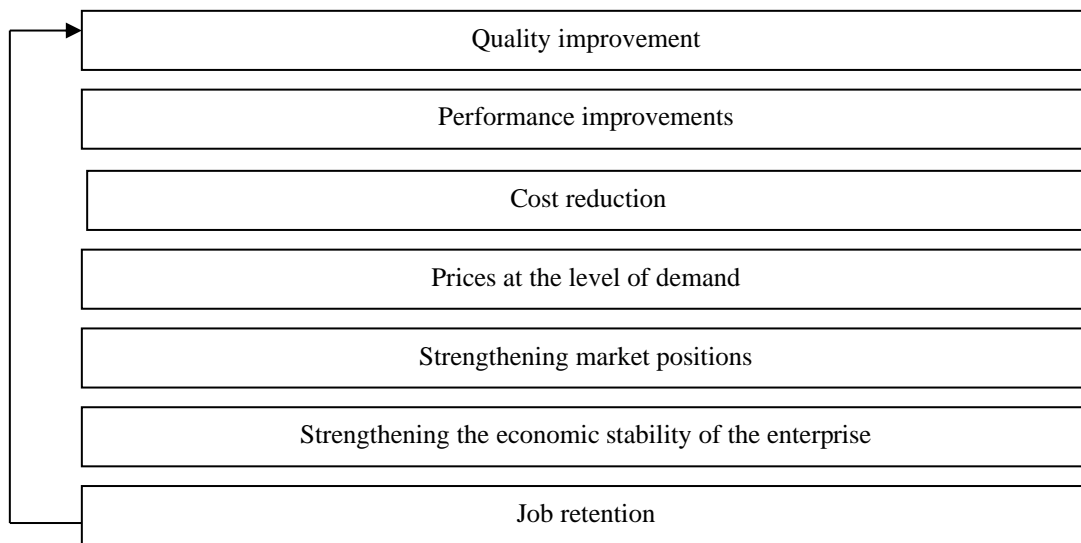 Quality improvement
Performance improvements
Cost reduction
Prices at the level of demand
Strengthening market positions
Strengthening the economic stability of the enterprise
Job retention